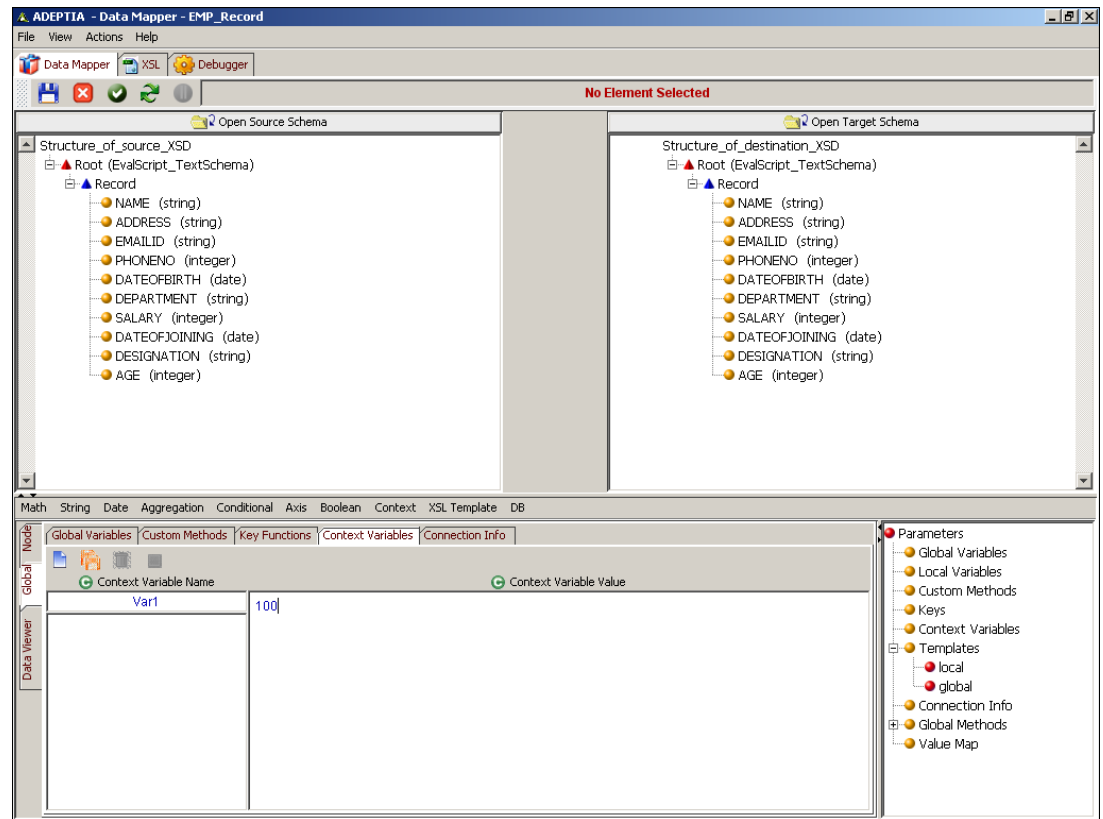 ADEPTIA - Data Mapper - EMP_Record
File View Actions Help
Data Mapper XSL Debugger
No Element Selected
Open Source Schema
Structure_of_source_XSD
Root (EvalScript_TextSchema)
Record
NAME (string)
ADDRESS (string)
EMAILID (string)
PHONENO (integer)
DATEOFBIRTH (date)
DEPARTMENT (string)
SALARY (integer)
DATEOFJOINING (date)
DESIGNATION (string)
AGE (integer)
Open Target Schema
Structure_of_destination_XSD
Root (EvalScript_TextSchema)
Record
NAME (string)
ADDRESS (string)
EMAILID (string)
PHONENO (integer)
DATEOFBIRTH (date)
DEPARTMENT (string)
SALARY (integer)
DATEOFJOINING (date)
DESIGNATION (string)
AGE (integer)
Math String Date Aggregation Conditional Axis Boolean Context XSL Template DB
Node
Global
Data Viewer
Global Variables Custom Methods Key Functions Context Variables Connection Info
Context Variable Name Context Variable Value
Var1 100
Parameters
Global Variables
Local Variables
Custom Methods
Keys
Context Variables
Templates
local
global
Connection Info
Global Methods
Value Map